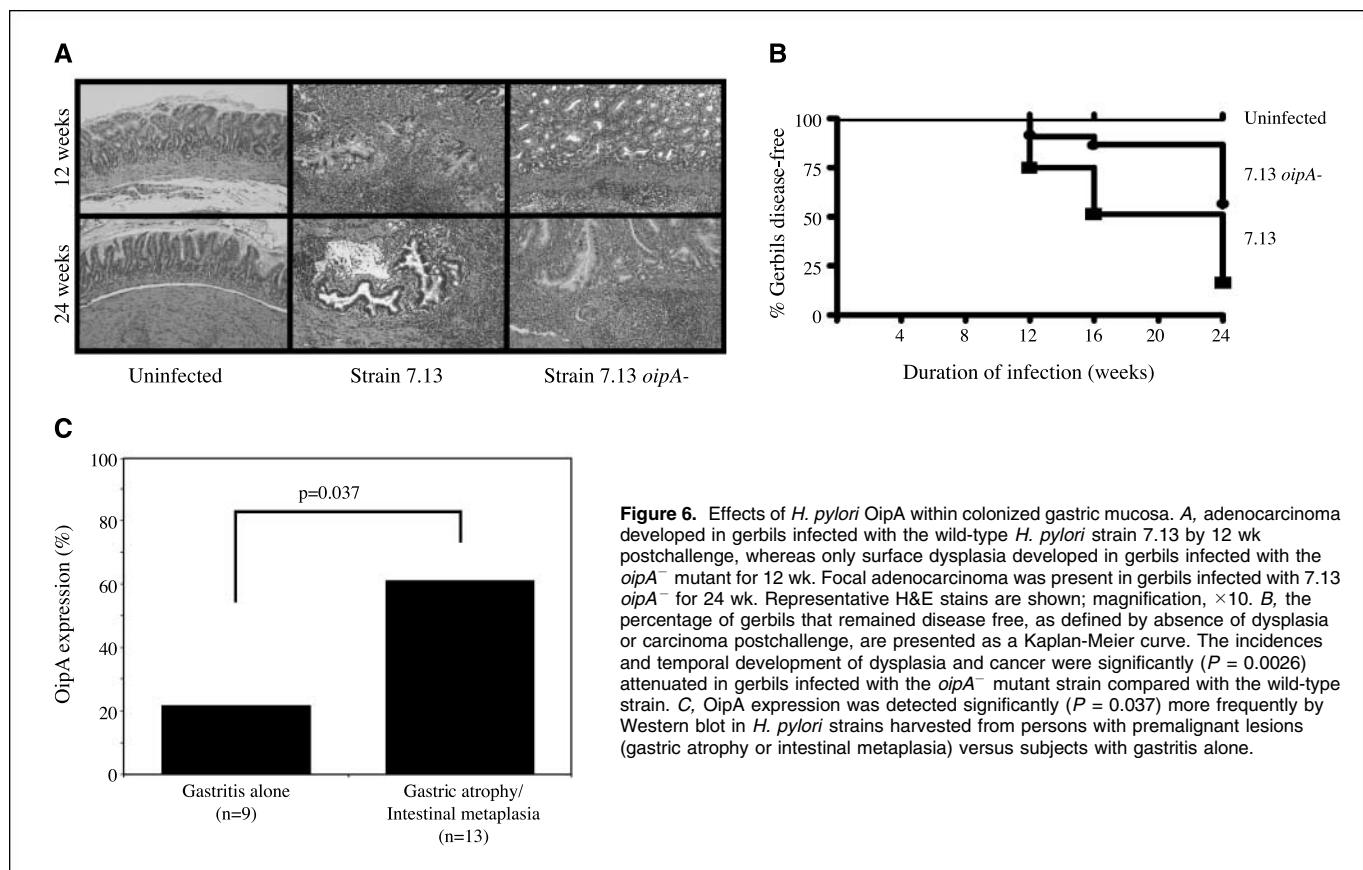 A
12 weeks
24 weeks
Uninfected
Strain 7.13
Strain 7.13 oipA-
B
% Gerbils disease-free
100
75
50
25
0
4 8 12 16 20 24
Duration of infection (weeks)
Uninfected
7.13 oipA-
7.13
C
OipA expression (%)
100
80
60
40
20
0
p=0.037
Gastritis alone
(n=9)
Gastric atrophy/
Intestinal metaplasia
(n=13)
Figure 6. Effects of H. pylori OipA within colonized gastric mucosa. A, adenocarcinoma
developed in gerbils infected with the wild-type H. pylori strain 7.13 by 12 wk
postchallenge, whereas only surface dysplasia developed in gerbils infected with the
oipA⁻ mutant for 12 wk. Focal adenocarcinoma was present in gerbils infected with 7.13
oipA⁻ for 24 wk. Representative H&E stains are shown; magnification, ×10. B, the
percentage of gerbils that remained disease free, as defined by absence of dysplasia
or carcinoma postchallenge, are presented as a Kaplan-Meier curve. The incidences
and temporal development of dysplasia and cancer were significantly (P = 0.0026)
attenuated in gerbils infected with the oipA⁻ mutant strain compared with the wild-type
strain. C, OipA expression was detected significantly (P = 0.037) more frequently by
Western blot in H. pylori strains harvested from persons with premalignant lesions
(gastric atrophy or intestinal metaplasia) versus subjects with gastritis alone.